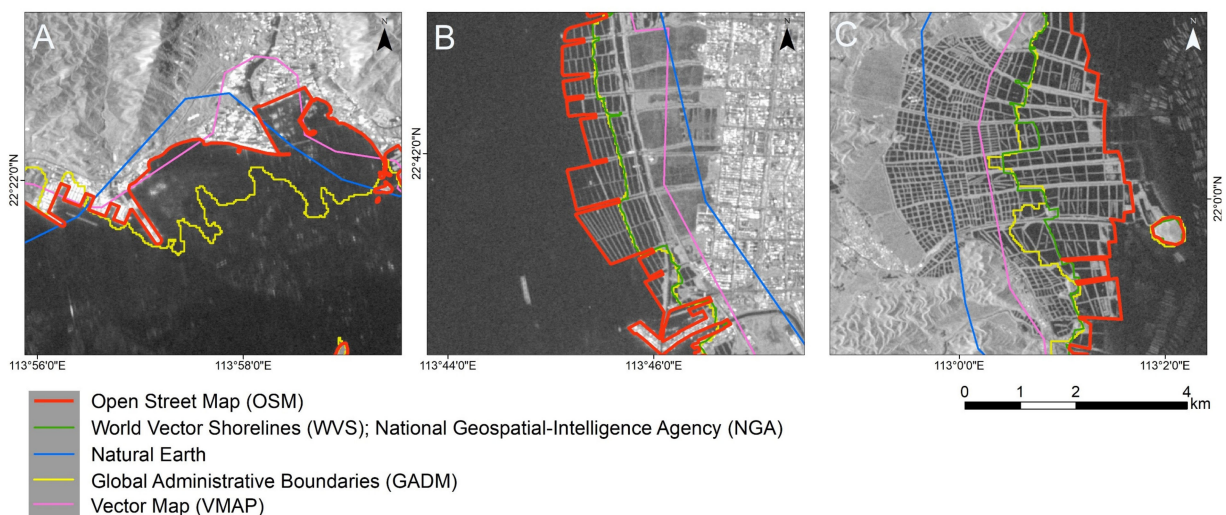 A
N
B
N
C
N
22°22'0"N
22°42'0"N
22°0'0"N
113°56'0"E
113°58'0"E
113°44'0"E
113°46'0"E
113°0'0"E
113°2'0"E
0 1 2 4
km
Open Street Map (OSM)
World Vector Shorelines (WVS); National Geospatial-Intelligence Agency (NGA)
Natural Earth
Global Administrative Boundaries (GADM)
Vector Map (VMAP)